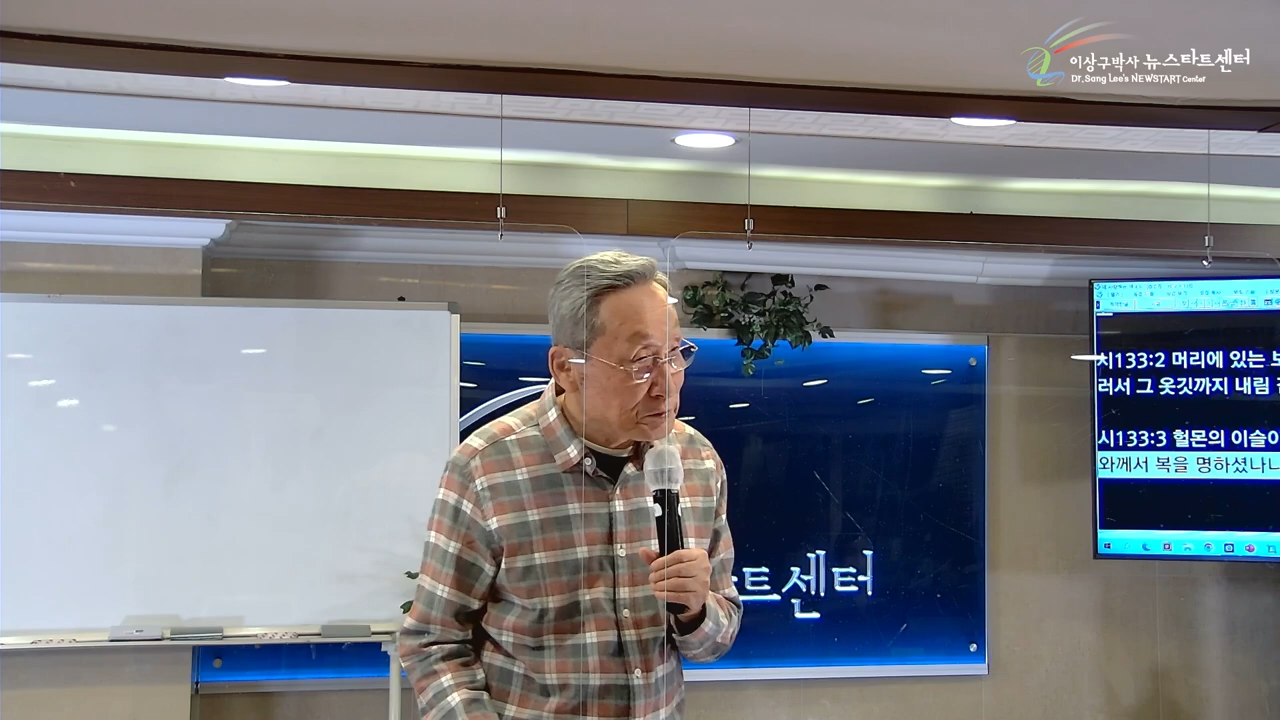 이상구박사 뉴스타트센터
Dr. Sang Lee's NEWSTART Center
시133:2 머리에 있는
러서 그 옷깃까지 내림
시133:3 헐몬의 이슬이
와께서 복을 명하셨나니
트센터